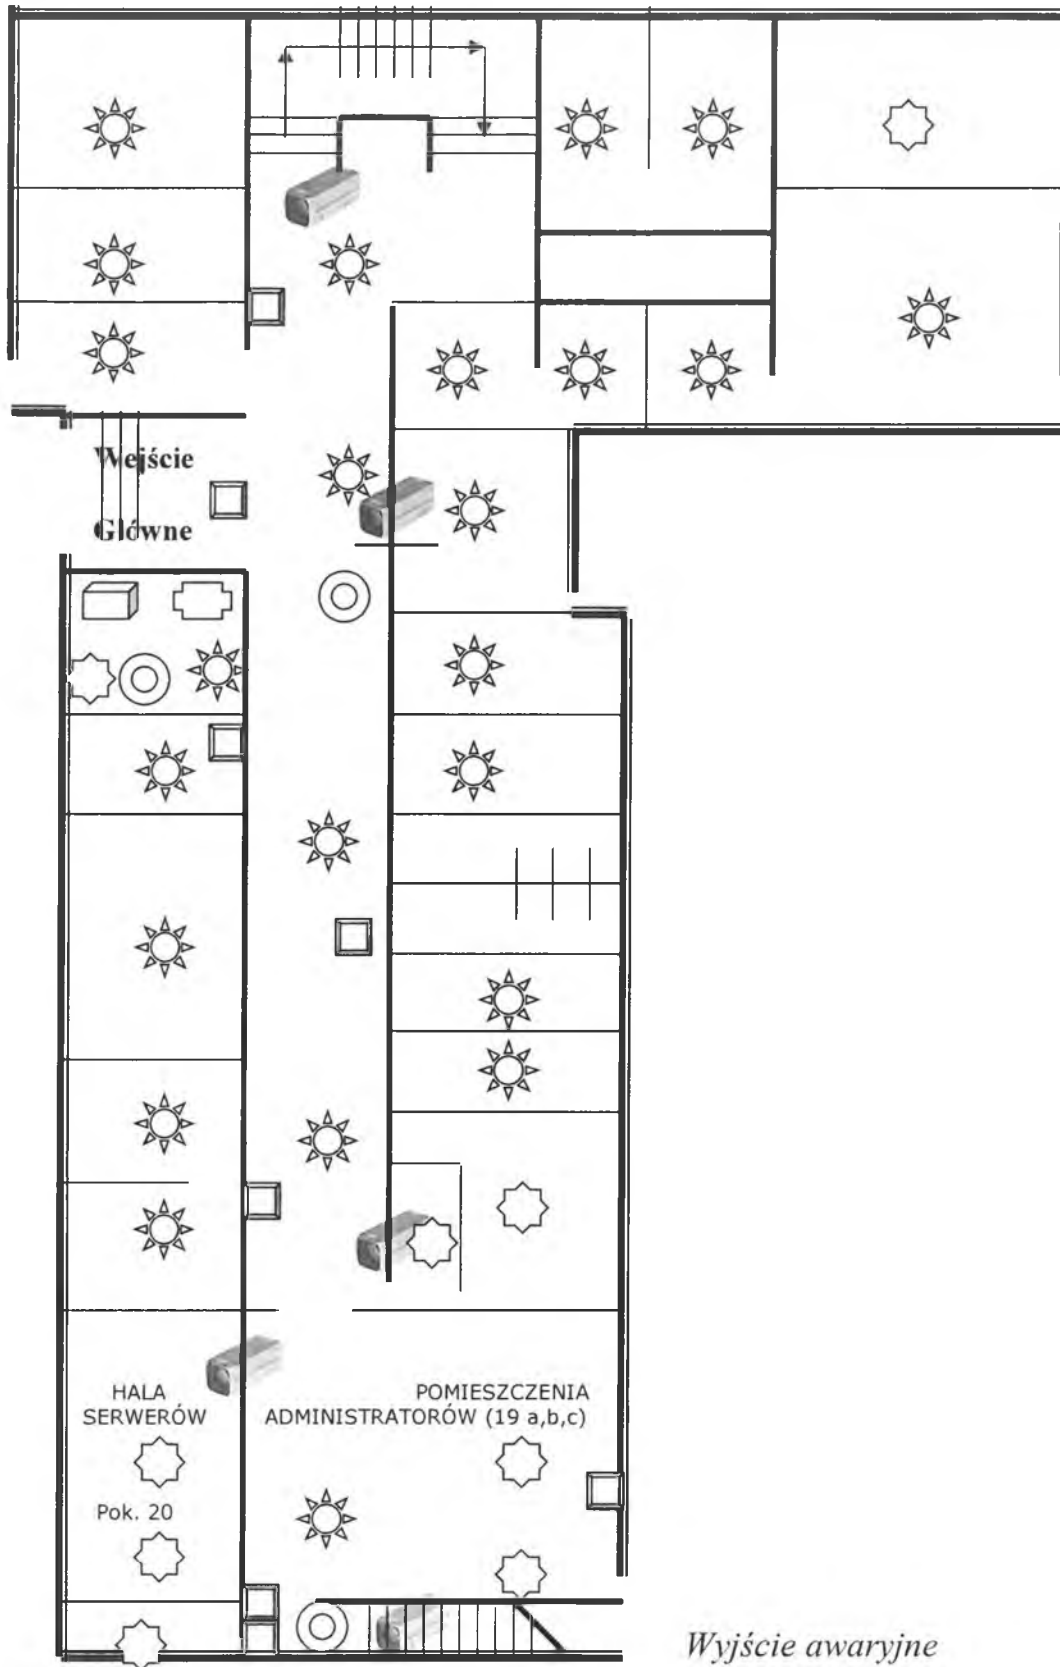 Wejście
Główne
HALA
SERWERÓW
POMIESZCZENIA
ADMINISTRATORÓW (19 a,b,c)
Pok. 20
Wyjście awaryjne